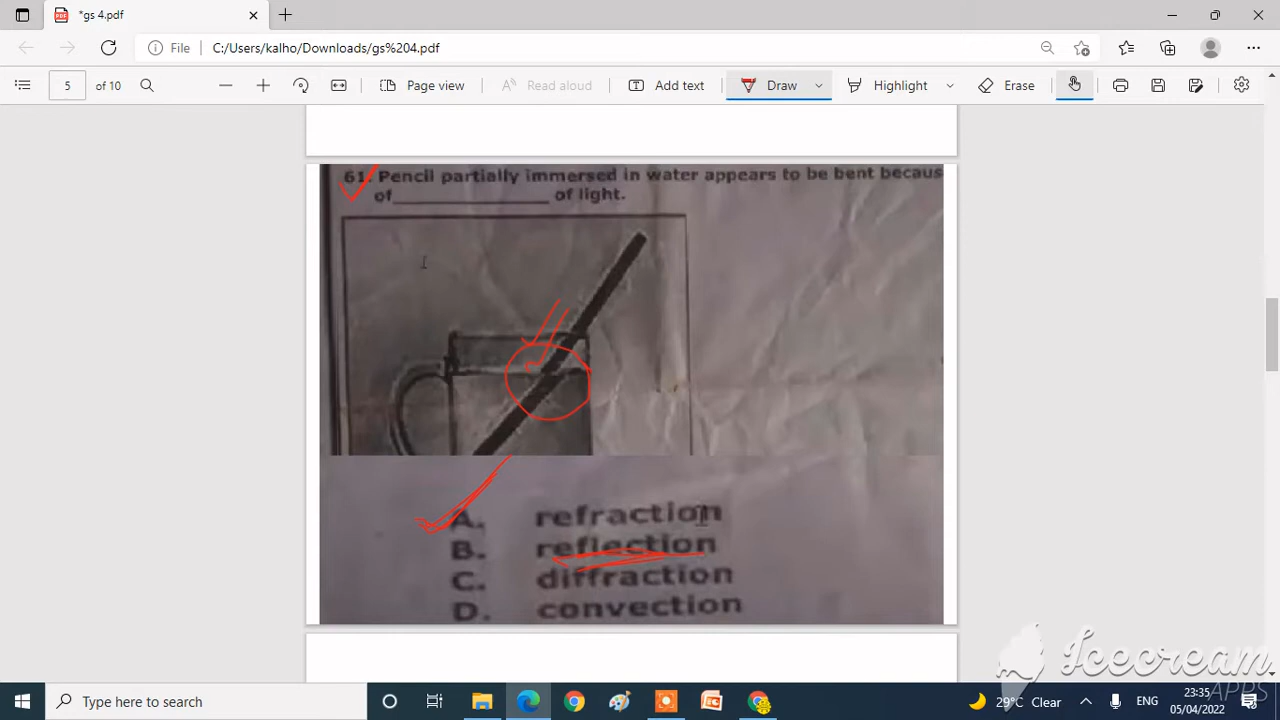 *gs 4.pdf
File C:/Users/kalho/Downloads/gs%204.pdf
5 of 10 Page view Read aloud Add text Draw Highlight Erase
61. Pencil partially immersed in water appears to be bent becaus
of____________ of light.
A. refraction
B. reflection
C. diffraction
D. convection
Icecream
APPS
Type here to search
29°C Clear
ENG
23:35
05/04/2022